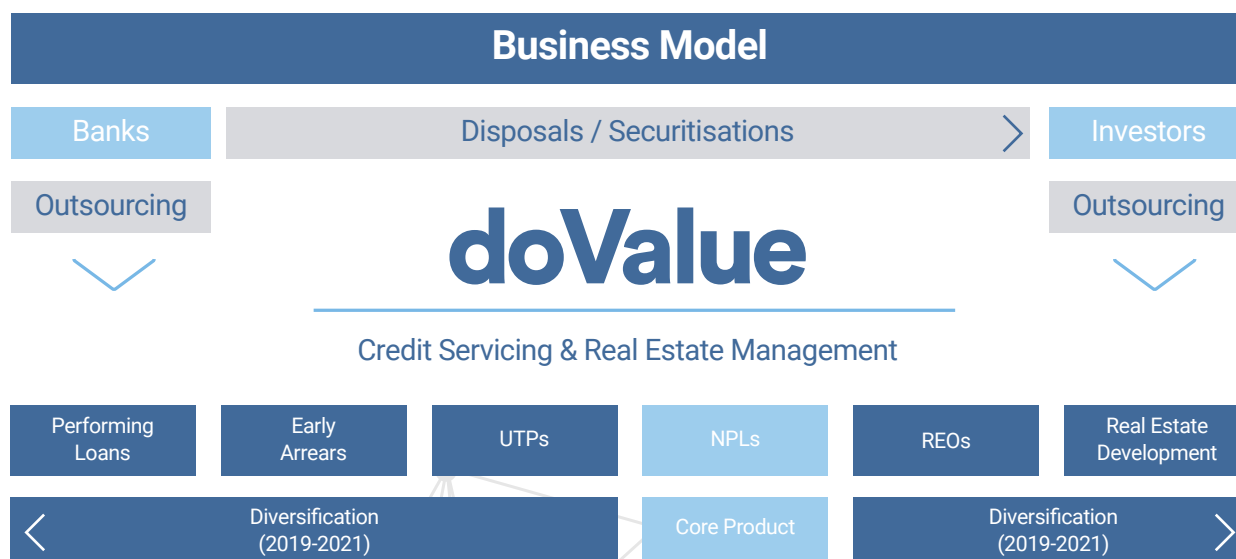 Business Model
Banks
Disposals / Securitisations
Investors
Outsourcing
Outsourcing
doValue
Credit Servicing & Real Estate Management
Performing
Loans
Early
Arrears
UTPs
NPLs
REOs
Real Estate
Development
Diversification
(2019-2021)
Core Product
Diversification
(2019-2021)